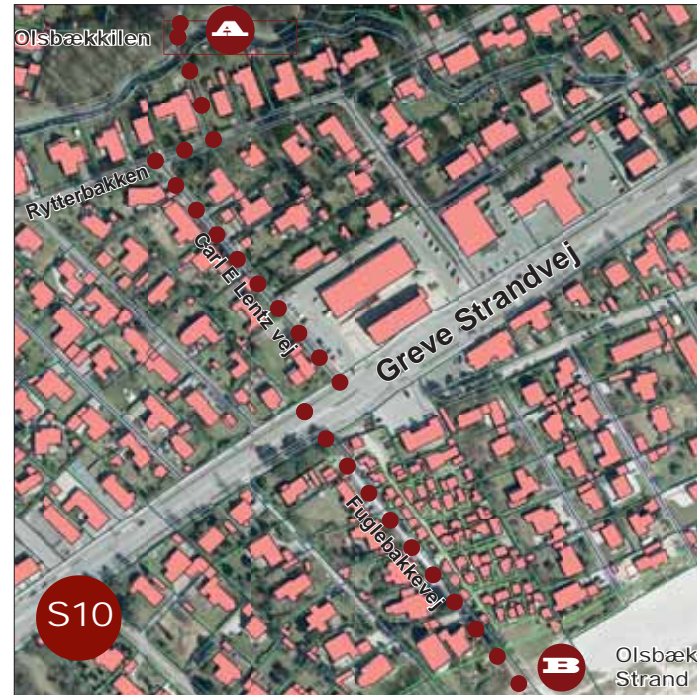 Olsbækkilen
A
Rytterbakken
Carl E Lentz vej
Greve Strandvej
Fuglebakkevej
S10
B
Olsbæk
Strand